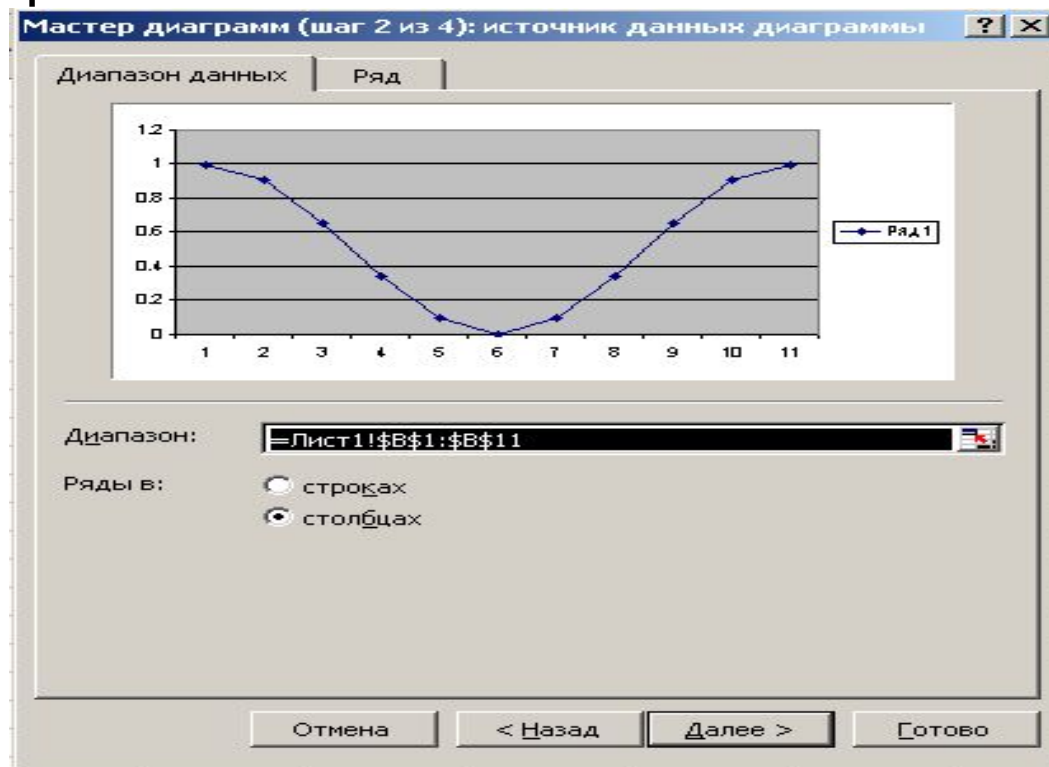 Мастер диаграмм (шаг 2 из 4): источник данных диаграммы
Диапазон данных Ряд
1.2
1
0.8
0.6
0.4
0.2
0
Ряд 1
1 2 3 4 5 6 7 8 9 10 11
Диапазон: =Лист1!$B$1:$B$11
Ряды в: строках
столбцах
Отмена < Назад Далее > Готово